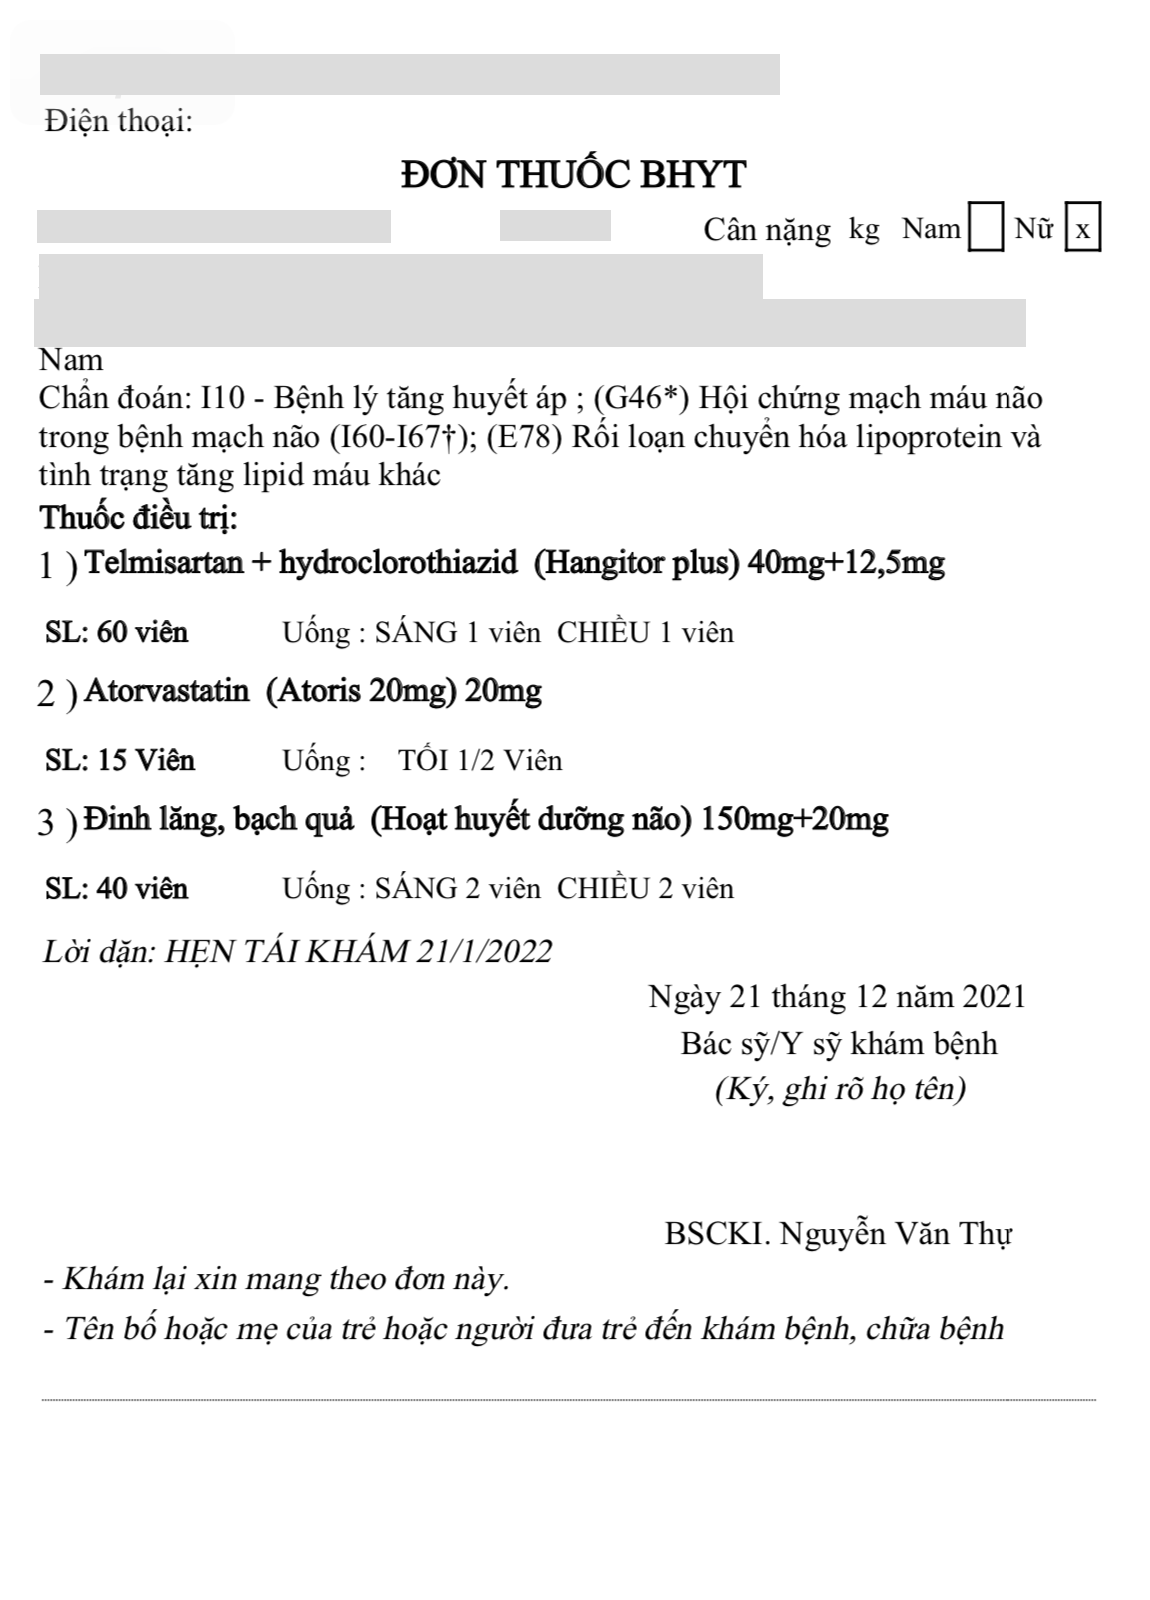 Điện thoại:
ĐƠN THUỐC BHYT
Cân nặng kg Nam Nữ x
Nam
Chẩn đoán: I10 - Bệnh lý tăng huyết áp ; (G46*) Hội chứng mạch máu não
trong bệnh mạch não (I60-I67†); (E78) Rối loạn chuyển hóa lipoprotein và
tình trạng tăng lipid máu khác
Thuốc điều trị:
1 ) Telmisartan + hydroclorothiazid (Hangitor plus) 40mg+12,5mg
SL: 60 viên Uống : SÁNG 1 viên CHIỀU 1 viên
2 ) Atorvastatin (Atoris 20mg) 20mg
SL: 15 Viên Uống : TỐI 1/2 Viên
3 ) Đinh lăng, bạch quả (Hoạt huyết dưỡng não) 150mg+20mg
SL: 40 viên Uống : SÁNG 2 viên CHIỀU 2 viên
Lời dặn: HẸN TÁI KHÁM 21/1/2022
Ngày 21 tháng 12 năm 2021
Bác sỹ/Y sỹ khám bệnh
(Ký, ghi rõ họ tên)
BSCKI. Nguyễn Văn Thự
- Khám lại xin mang theo đơn này.
- Tên bố hoặc mẹ của trẻ hoặc người đưa trẻ đến khám bệnh, chữa bệnh